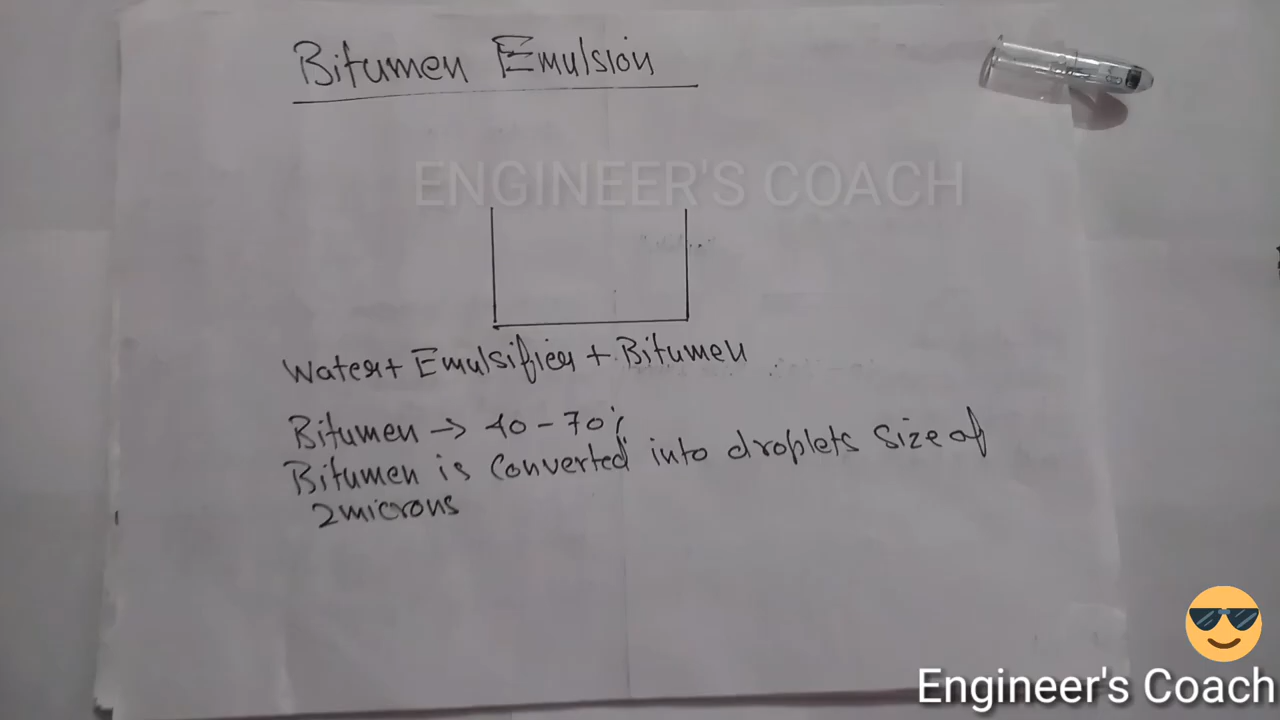 Bitumen Emulsion
ENGINEER'S COACH
Water + Emulsifier + Bitumen
Bitumen → 40 - 70%
Bitumen is Converted into droplets size of
2microns
Engineer's Coach